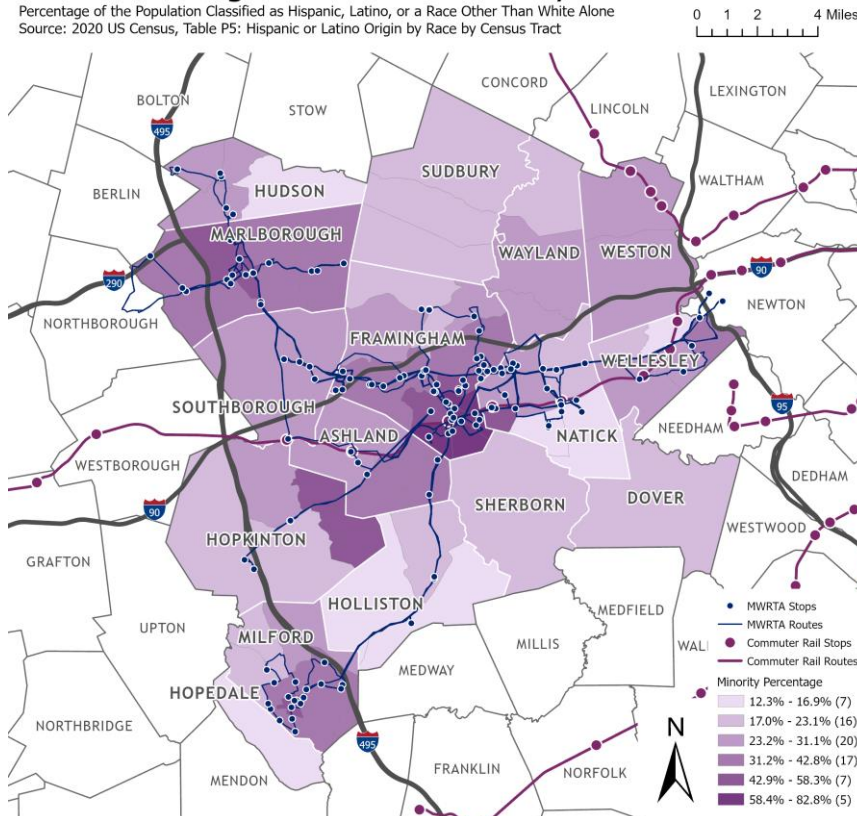 Percentage of the Population Classified as Hispanic, Latino, or a Race Other Than White Alone
Source: 2020 US Census, Table P5: Hispanic or Latino Origin by Race by Census Tract
0 1 2 4 Miles
CONCORD
LEXINGTON
BOLTON
STOW
LINCOLN
495
SUDBURY
WALTHAM
BERLIN
HUDSON
MARLBOROUGH
WAYLAND
WESTON
90
290
NEWTON
NORTHBOROUGH
FRAMINGHAM
WELLESLEY
SOUTHBOROUGH
95
ASHLAND
NATICK
NEEDHAM
WESTBOROUGH
DEDHAM
SHERBORN
DOVER
90
WESTWOOD
HOPKINTON
GRAFTON
HOLLISTON
MEDFIELD
UPTON
MILFORD
MILLIS
WAL
MEDWAY
HOPEDALE
NORTHBRIDGE
495
FRANKLIN
NORFOLK
MENDON
MWRTA Stops
MWRTA Routes
Commuter Rail Stops
Commuter Rail Routes
Minority Percentage
12.3% - 16.9% (7)
17.0% - 23.1% (16)
23.2% - 31.1% (20)
31.2% - 42.8% (17)
42.9% - 58.3% (7)
58.4% - 82.8% (5)
N